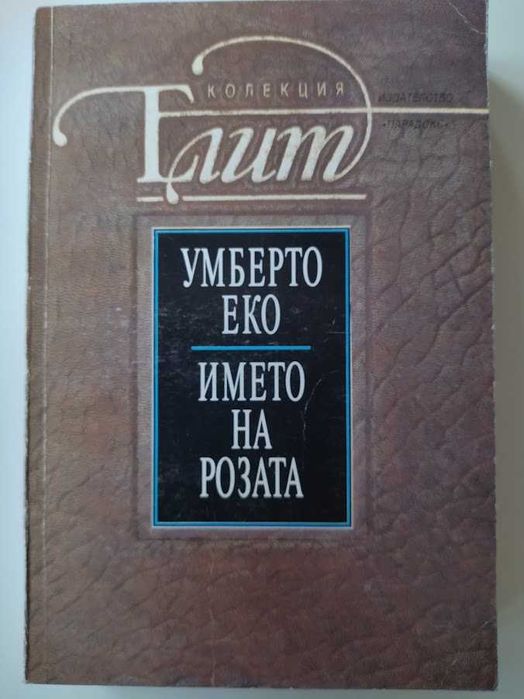 КОЛЕКЦИЯ
Елит
ИЗДАТЕЛСТВО
«ПАРАДОКС»
УМБЕРТО
ЕКО
ИМЕТО
НА
РОЗАТА